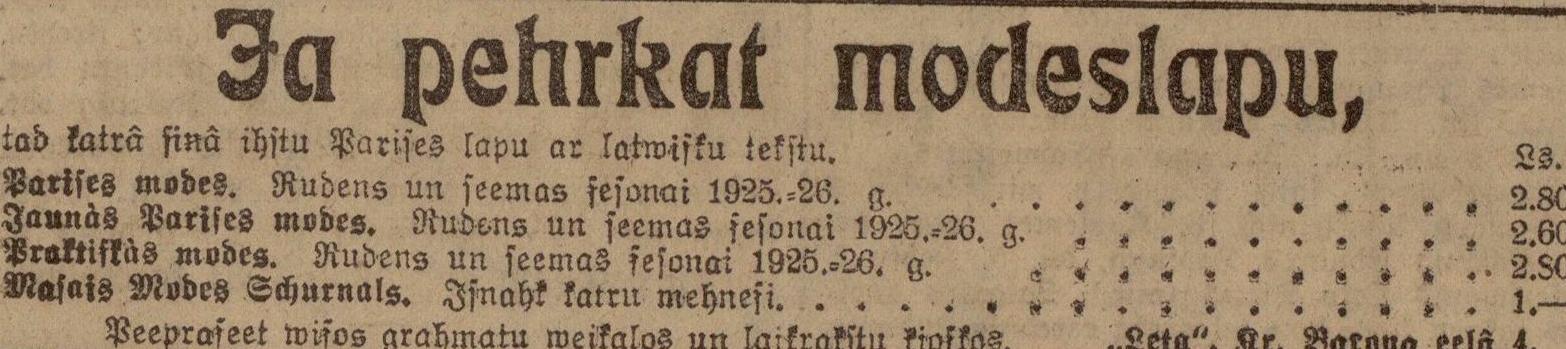 Ja pehrkat modeslapu,
tad katrâ ſinâ ihſtu Pariſes lapu ar latwiſku tekſtu.
Ls.
Pariſes modes. Rudens un ſeemas ſeſonai 1925.-26. g. . . . . . . . . . . . . 2.80
Jaunàs Pariſes modes. Rudens un ſeemas ſeſonai 1925.-26. g. . . . . . . . . . . 2.60
Praktiſkàs modes. Rudens un ſeemas ſeſonai 1925.-26. g. . . . . . . . . . . . 2.80
Maſais Modes Schurnals. Iſnahk katru mehneſi. . . . . . . . . . . . . . . . . 1.—
Peepraſeet wiſos grahmatu weikalos un laikrakſtu kioſkos. „Leta“, Kr. Barona eelâ 4.